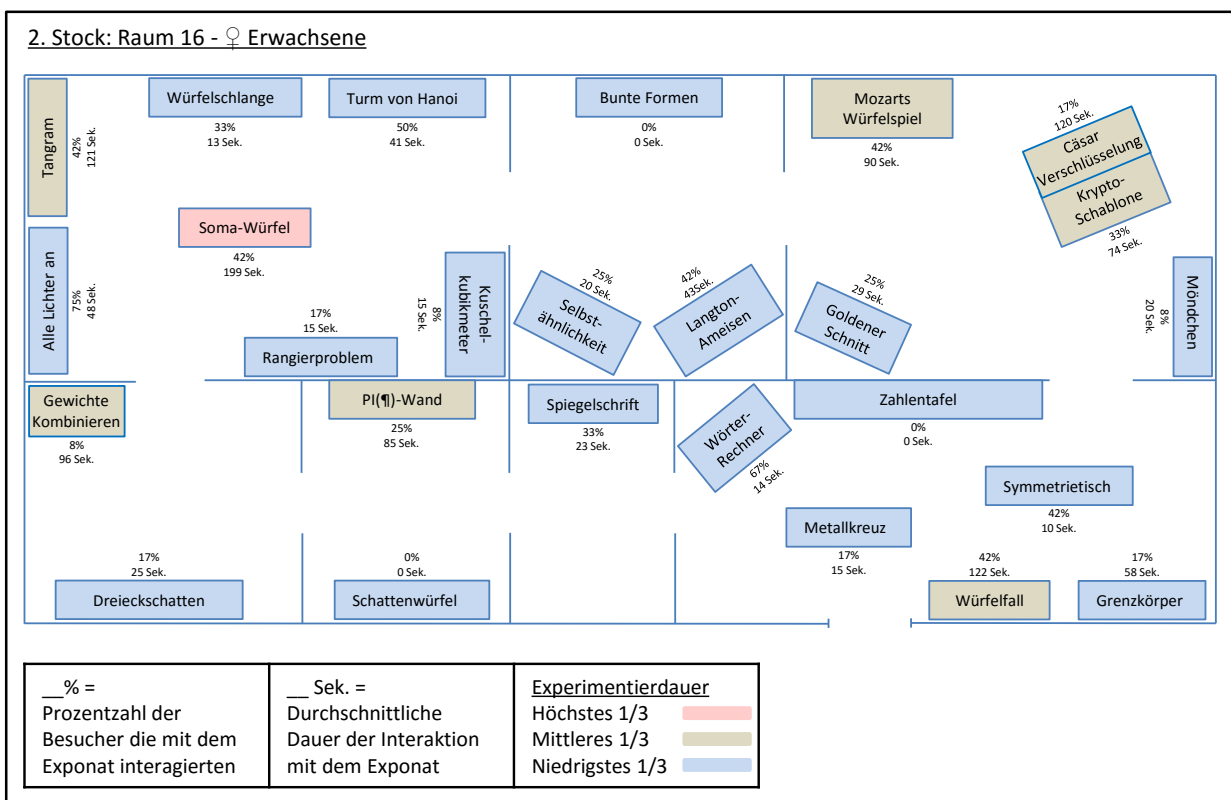 2. Stock: Raum 16 - ♀ Erwachsene
Tangram
42%
121 Sek.
Würfelschlange
33%
13 Sek.
Turm von Hanoi
50%
41 Sek.
Bunte Formen
0%
0 Sek.
Mozarts
Würfelspiel
42%
90 Sek.
17%
120 Sek.
Cäsar
Verschlüsselung
Krypto-
Schablone
33%
74 Sek.
Soma-Würfel
42%
199 Sek.
Alle Lichter an
75%
48 Sek.
17%
15 Sek.
Rangierproblem
8%
15 Sek.
Kuschel-
kubikmeter
25%
20 Sek.
Selbst-
ähnlichkeit
42%
43Sek.
Langton-
Ameisen
25%
29 Sek.
Goldener
Schnitt
Möndchen
8%
20 Sek.
Gewichte
Kombinieren
8%
96 Sek.
PI(¶)-Wand
25%
85 Sek.
Spiegelschrift
33%
23 Sek.
Wörter-
Rechner
67%
14 Sek.
Zahlentafel
0%
0 Sek.
Symmetrietisch
42%
10 Sek.
Metallkreuz
17%
15 Sek.
17%
25 Sek.
Dreieckschatten
0%
0 Sek.
Schattenwürfel
42%
122 Sek.
Würfelfall
17%
58 Sek.
Grenzkörper
__% =
Prozentzahl der
Besucher die mit dem
Exponat interagierten
__ Sek. =
Durchschnittliche
Dauer der Interaktion
mit dem Exponat
Experimentierdauer
Höchstes 1/3
Mittleres 1/3
Niedrigstes 1/3